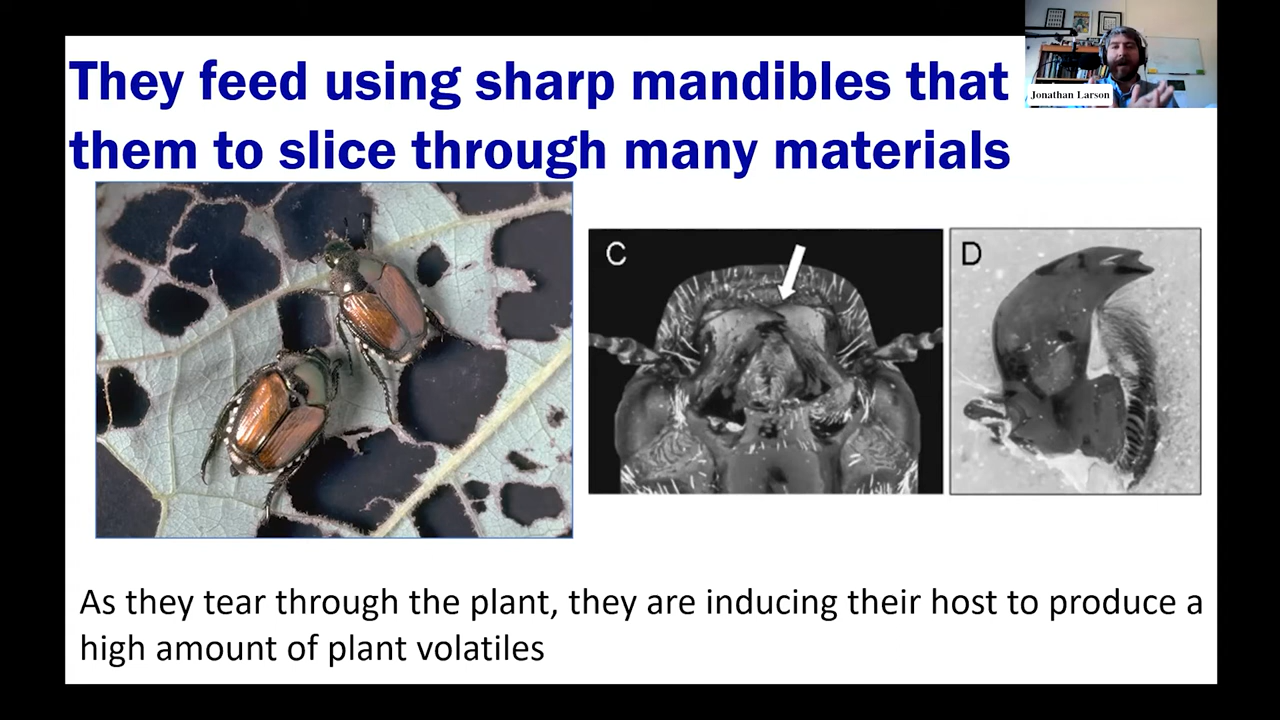 They feed using sharp mandibles that
them to slice through many materials
Jonathan Larson
C
D
As they tear through the plant, they are inducing their host to produce a
high amount of plant volatiles